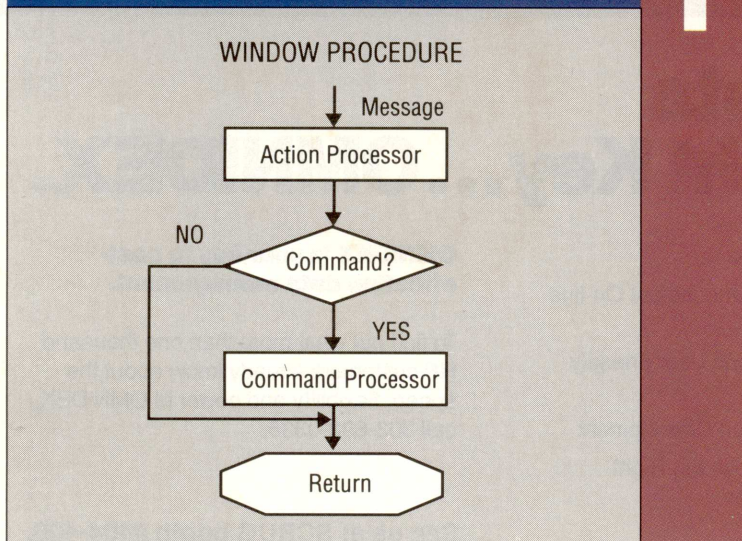 WINDOW PROCEDURE
Message
Action Processor
NO
Command?
YES
Command Processor
Return